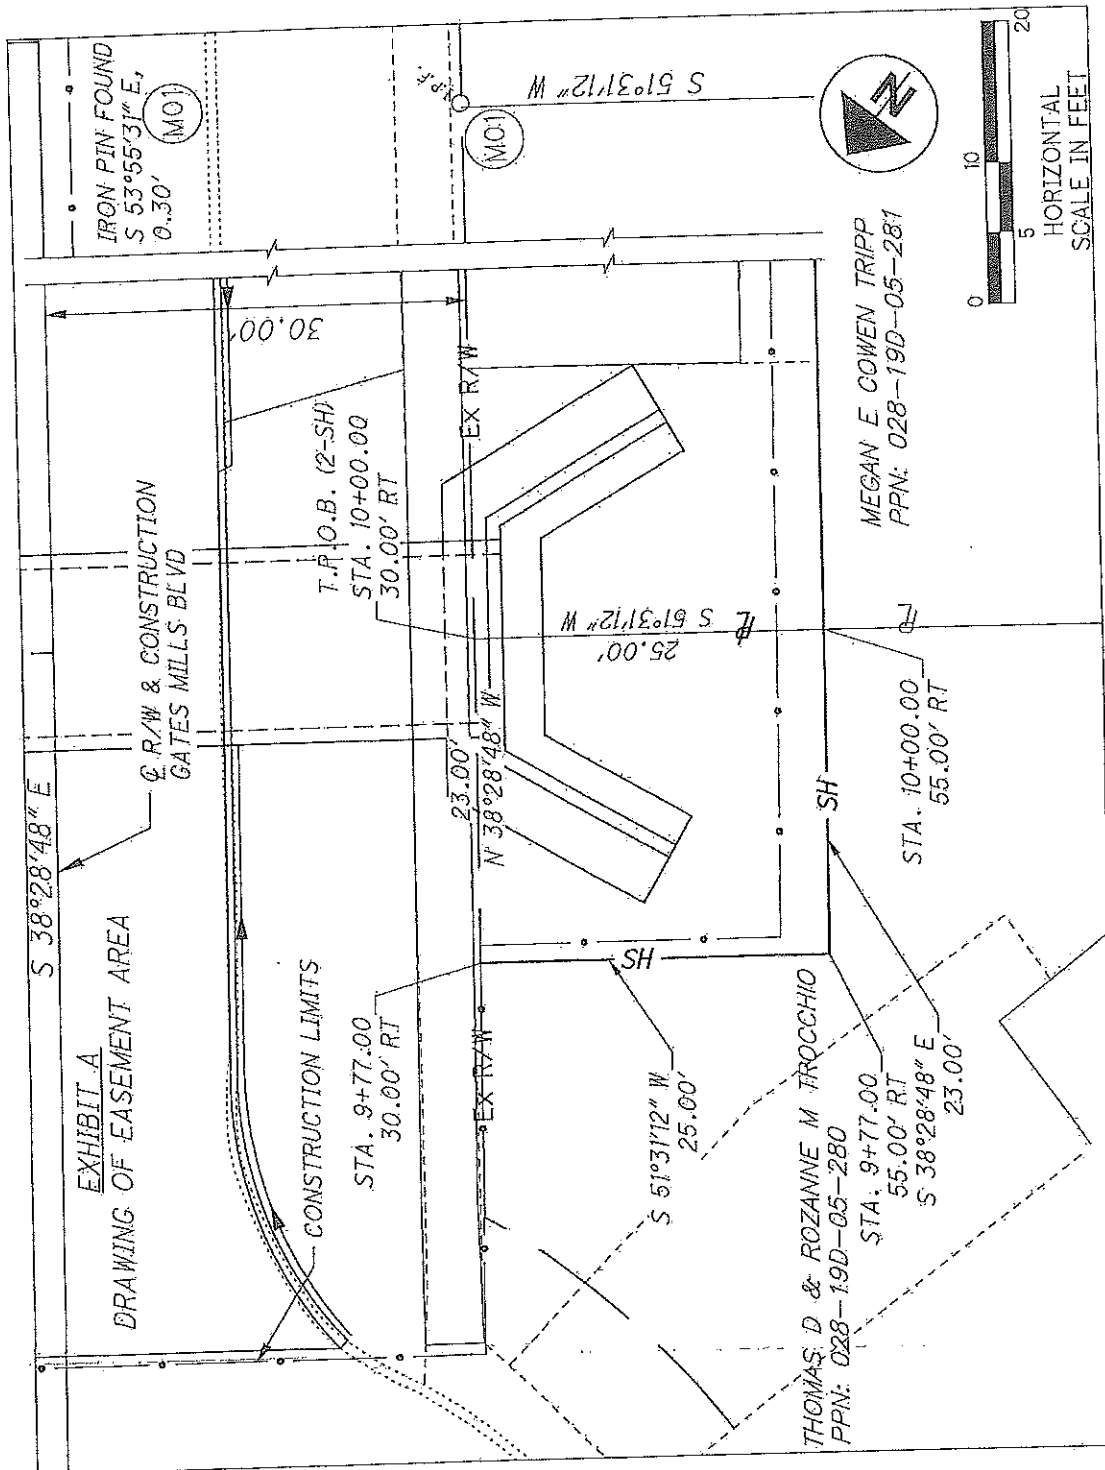 EXHIBIT A
DRAWING OF EASEMENT AREA
S 38°28'48" E
℄ R/W & CONSTRUCTION
GATES MILLS BLVD
IRON PIN FOUND
S 53°55'31" E,
0.30'
M01
CONSTRUCTION LIMITS
30.00'
T.P.O.B. (2-SH)
STA. 10+00.00
30.00' RT
STA. 9+77.00
30.00' RT
EX R/W
23.00'
N 38°28'48" W
EX R/W
I.P.F.
M01
S 51°31'12" W
SH
25.00'
S 51°31'12" W
℄
S 51°31'12" W
25.00'
SH
℄
THOMAS D & ROZANNE M TROCCHIO
PPN: 028-19D-05-280
STA. 9+77.00
55.00' RT
S 38°28'48" E
23.00'
STA. 10+00.00
55.00' RT
MEGAN E COWEN TRIPP
PPN: 028-19D-05-281
N
0 5 10 20
HORIZONTAL
SCALE IN FEET